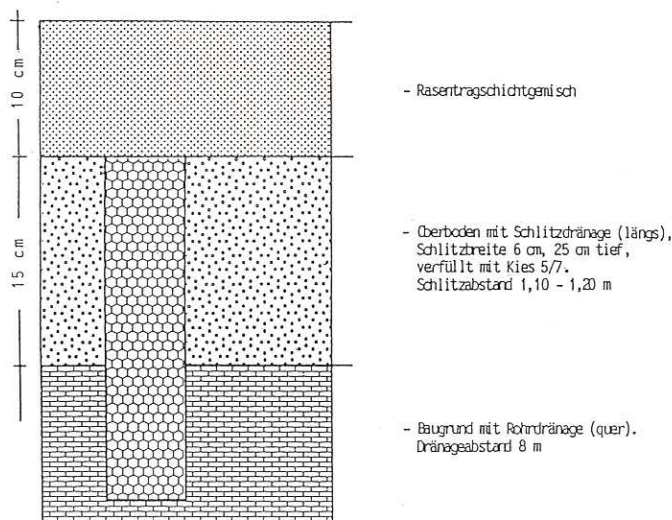 10 cm
- Rasentragschichtgemisch
15 cm
- Oberboden mit Schlitzdränage (längs),
Schlitzbreite 6 cm, 25 cm tief,
verfüllt mit Kies 5/7.
Schlitzabstand 1,10 - 1,20 m
- Baugrund mit Rohrdränage (quer).
Dränageabstand 8 m